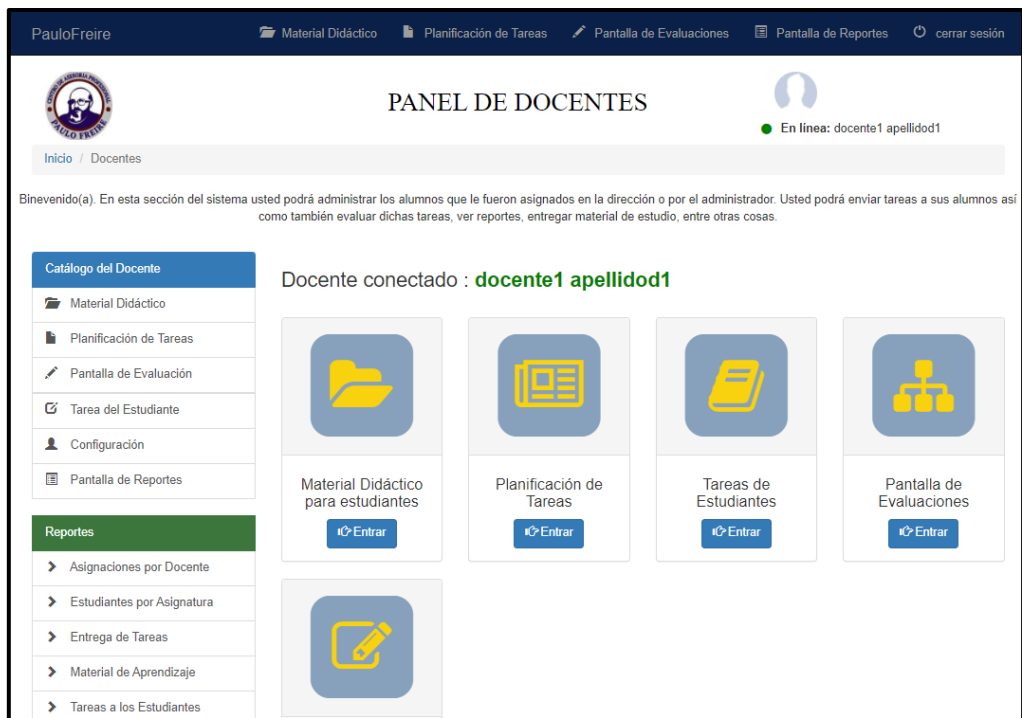 PauloFreire
Material Didáctico
Planificación de Tareas
Pantalla de Evaluaciones
Pantalla de Reportes
cerrar sesión
CENTRO DE ASESORIA PROFESIONAL
PAULO FREIRE
PANEL DE DOCENTES
En línea: docente1 apellidod1
Inicio / Docentes
Binevenido(a). En esta sección del sistema usted podrá administrar los alumnos que le fueron asignados en la dirección o por el administrador. Usted podrá enviar tareas a sus alumnos así
como también evaluar dichas tareas, ver reportes, entregar material de estudio, entre otras cosas.
Catálogo del Docente
Material Didáctico
Planificación de Tareas
Pantalla de Evaluación
Tarea del Estudiante
Configuración
Pantalla de Reportes
Reportes
Asignaciones por Docente
Estudiantes por Asignatura
Entrega de Tareas
Material de Aprendizaje
Tareas a los Estudiantes
Docente conectado : docente1 apellidod1
Material Didáctico
para estudiantes
Entrar
Planificación de
Tareas
Entrar
Tareas de
Estudiantes
Entrar
Pantalla de
Evaluaciones
Entrar